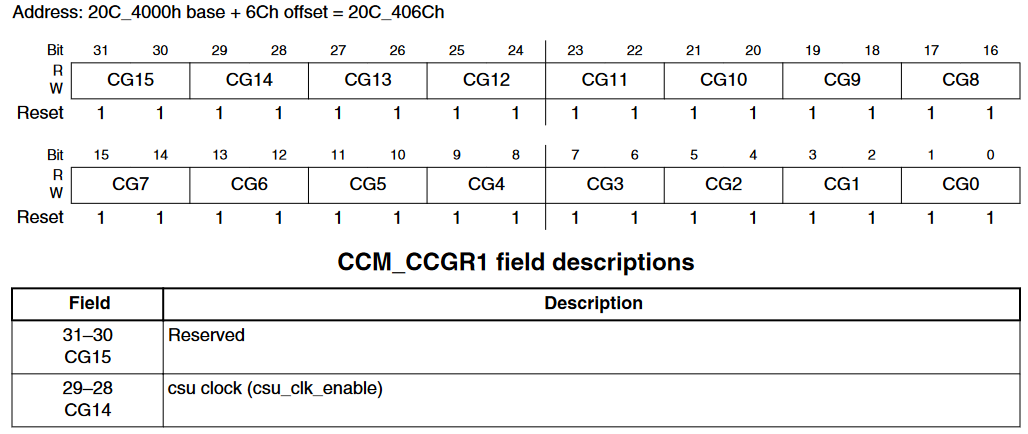 Address: 20C_4000h base + 6Ch offset = 20C_406Ch
Bit 31 30 29 28 27 26 25 24 23 22 21 20 19 18 17 16
R
W
CG15 CG14 CG13 CG12 CG11 CG10 CG9 CG8
Reset 1 1 1 1 1 1 1 1 1 1 1 1 1 1 1 1
Bit 15 14 13 12 11 10 9 8 7 6 5 4 3 2 1 0
R
W
CG7 CG6 CG5 CG4 CG3 CG2 CG1 CG0
Reset 1 1 1 1 1 1 1 1 1 1 1 1 1 1 1 1
CCM_CCGR1 field descriptions
Field Description
31–30 Reserved
CG15
29–28 csu clock (csu_clk_enable)
CG14